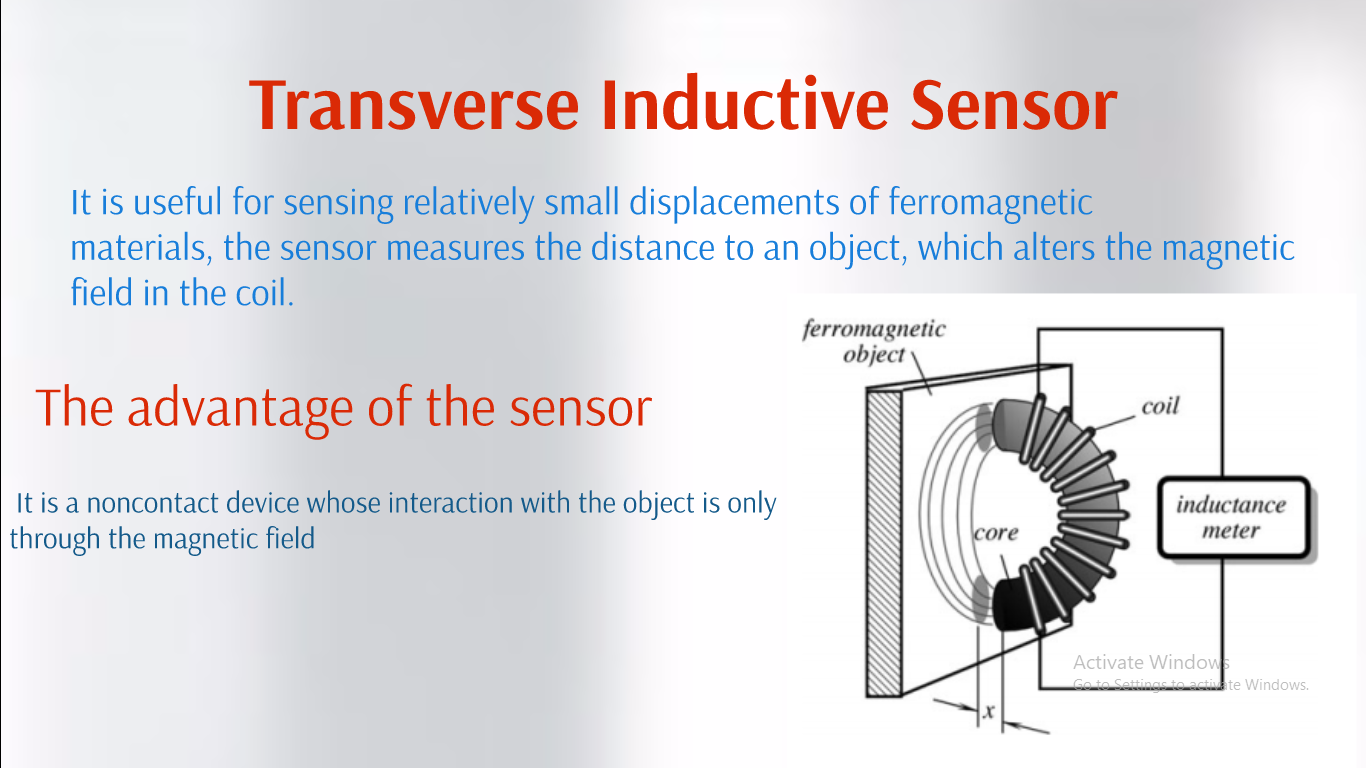 Transverse Inductive Sensor
It is useful for sensing relatively small displacements of ferromagnetic
materials, the sensor measures the distance to an object, which alters the magnetic
field in the coil.
The advantage of the sensor
It is a noncontact device whose interaction with the object is only
through the magnetic field
ferromagnetic
object
coil
inductance
meter
core
x
Activate Windows
Go to Settings to activate Windows.